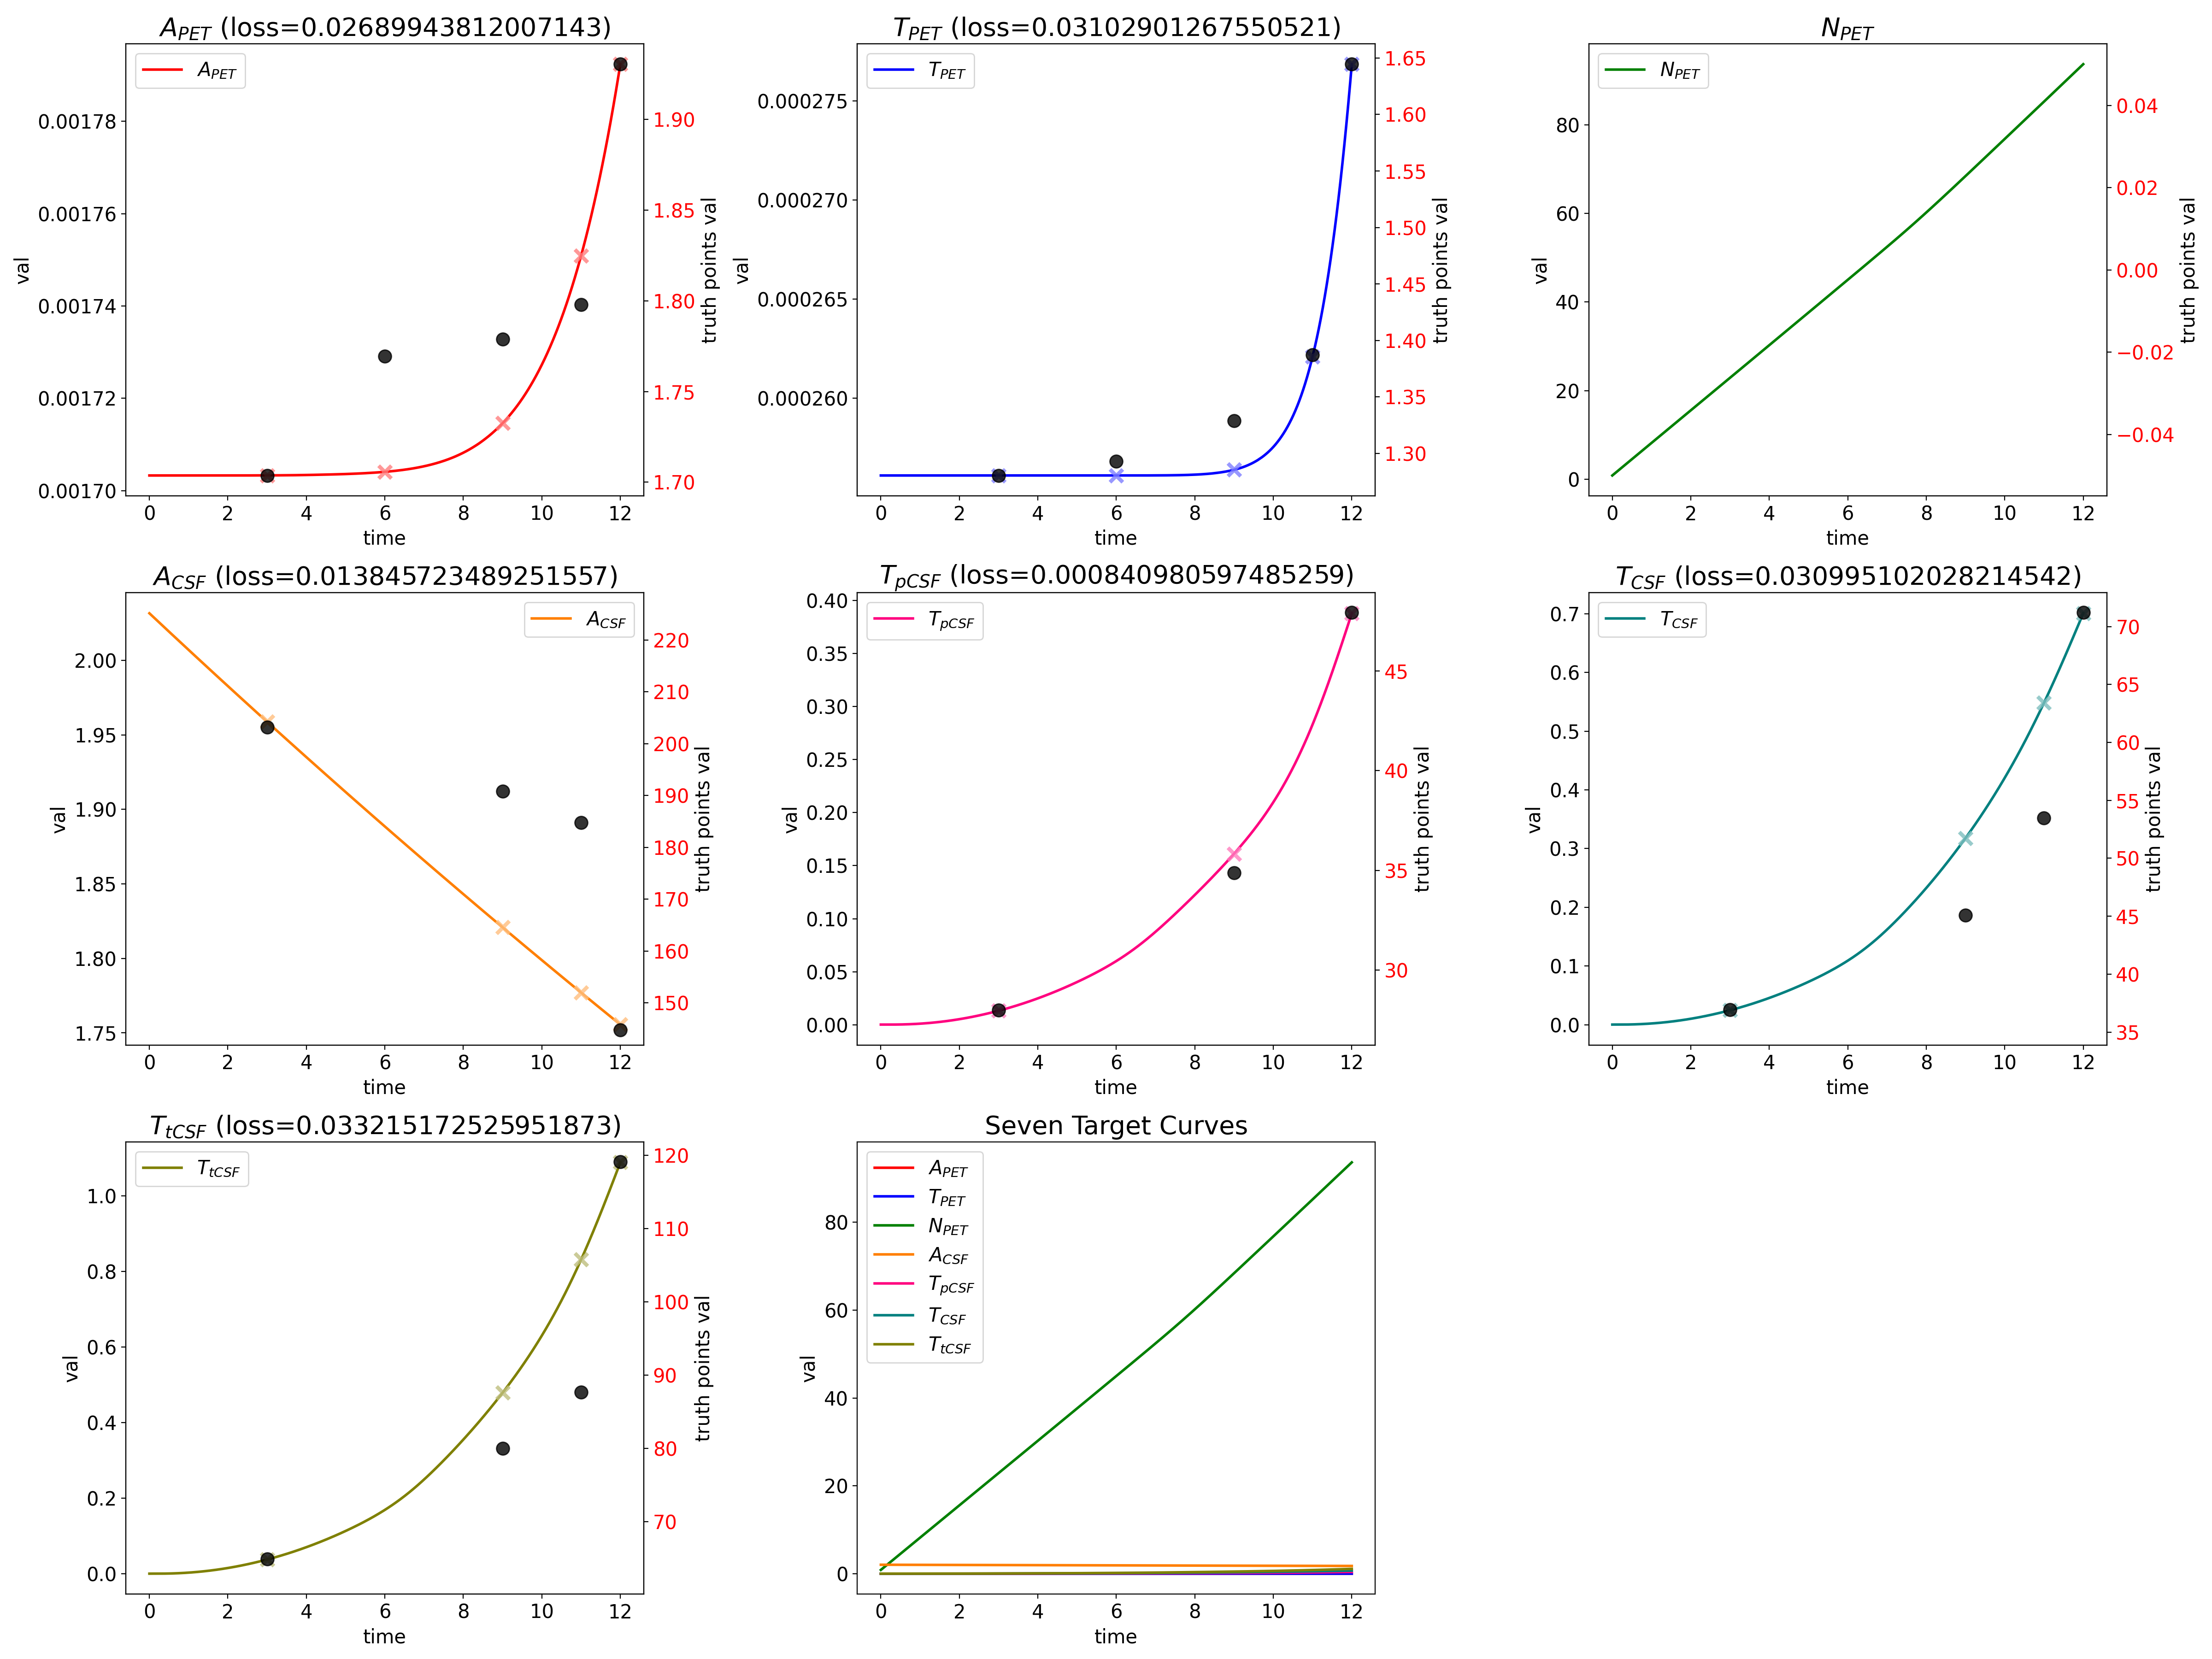 A_PET (loss=0.02689943812007143)
A_PET
0.00178
0.00176
0.00174
0.00172
0.00170
val
1.90
1.85
1.80
1.75
1.70
truth points val
0 2 4 6 8 10 12
time
T_PET (loss=0.03102901267550521)
T_PET
0.000275
0.000270
0.000265
0.000260
val
1.65
1.60
1.55
1.50
1.45
1.40
1.35
1.30
truth points val
0 2 4 6 8 10 12
time
N_PET
N_PET
80
60
40
20
0
val
0.04
0.02
0.00
−0.02
−0.04
truth points val
0 2 4 6 8 10 12
time
A_CSF (loss=0.013845723489251557)
A_CSF
2.00
1.95
1.90
1.85
1.80
1.75
val
220
210
200
190
180
170
160
150
truth points val
0 2 4 6 8 10 12
time
T_pCSF (loss=0.000840980597485259)
T_pCSF
0.40
0.35
0.30
0.25
0.20
0.15
0.10
0.05
0.00
val
45
40
35
30
truth points val
0 2 4 6 8 10 12
time
T_CSF (loss=0.030995102028214542)
T_CSF
0.7
0.6
0.5
0.4
0.3
0.2
0.1
0.0
val
70
65
60
55
50
45
40
35
truth points val
0 2 4 6 8 10 12
time
T_tCSF (loss=0.033215172525951873)
T_tCSF
1.0
0.8
0.6
0.4
0.2
0.0
val
120
110
100
90
80
70
truth points val
0 2 4 6 8 10 12
time
Seven Target Curves
A_PET
T_PET
N_PET
A_CSF
T_pCSF
T_CSF
T_tCSF
80
60
40
20
0
val
0 2 4 6 8 10 12
time